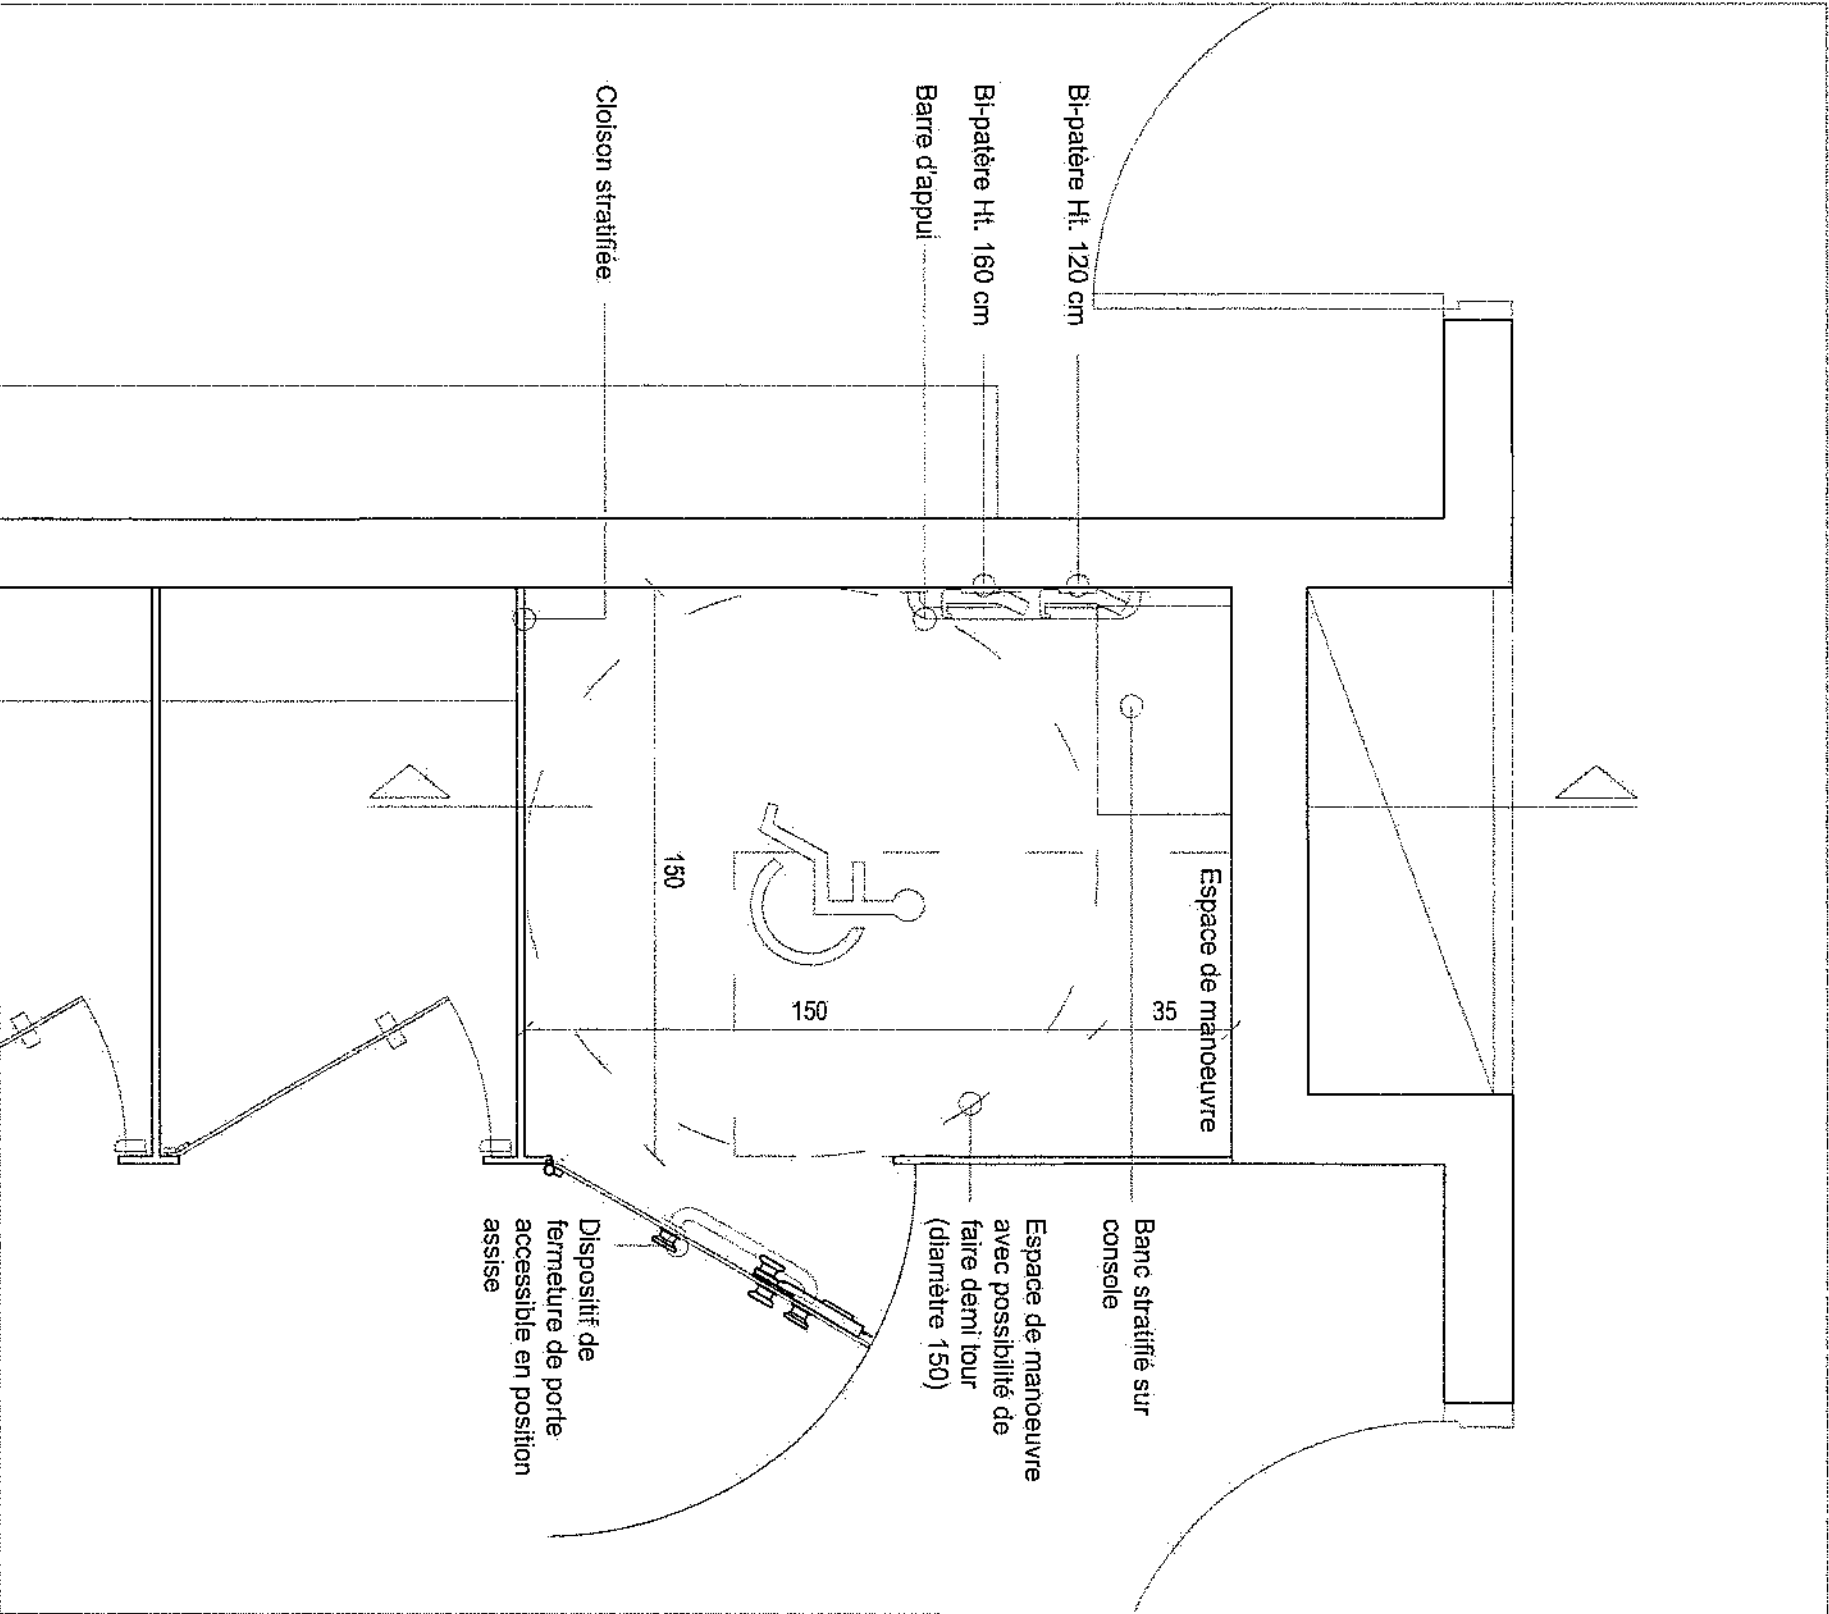 Bi-patère Ht. 120 cm
Bi-patère Ht. 160 cm
Barre d'appui
Cloison stratifiée
Espace de manoeuvre
150
150
35
Banc stratifié sur
console
Espace de manoeuvre
avec possibilité de
faire demi tour
(diamètre 150)
Dispositif de
fermeture de porte
accessible en position
assise